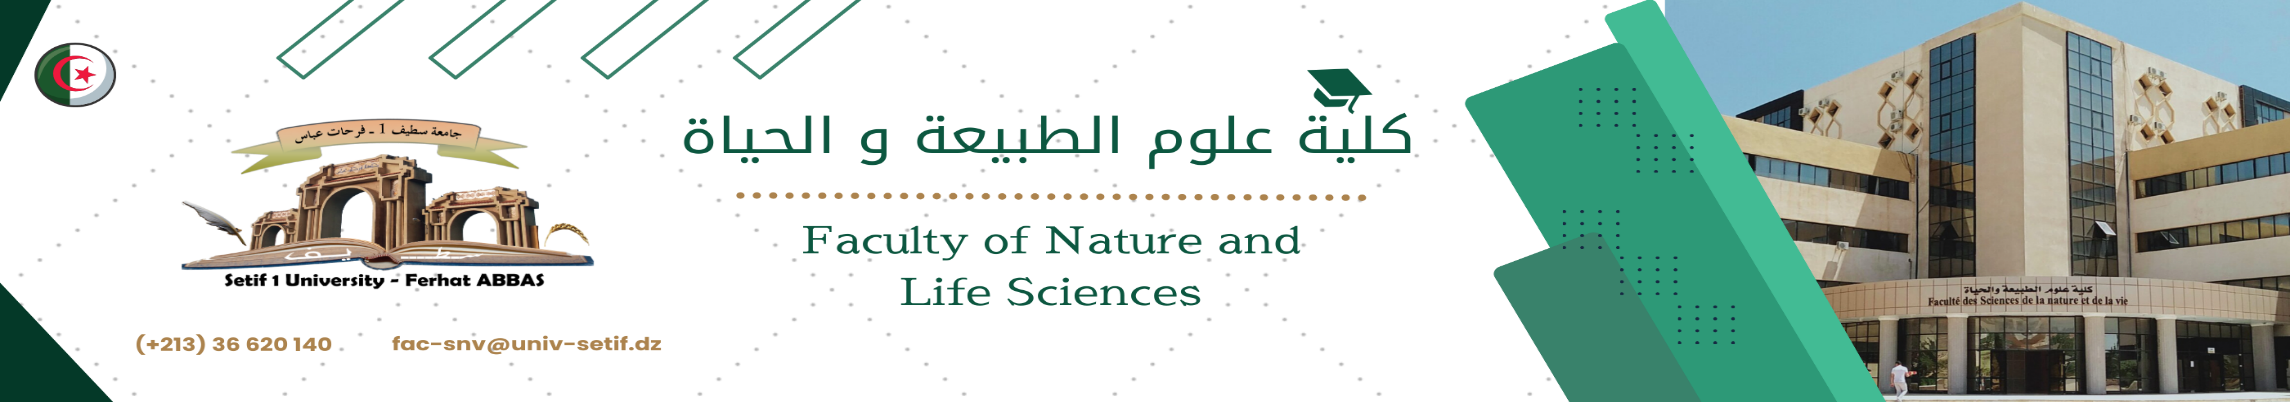 جامعة سطيف 1 ـ فرحات عباس
سطيف
Setif 1 University - Ferhat ABBAS
(+213) 36 620 140
fac-snv@univ-setif.dz
كلية علوم الطبيعة و الحياة
Faculty of Nature and
Life Sciences
كلية علوم الطبيعة والحياة
Faculté des Sciences de la nature et de la vie